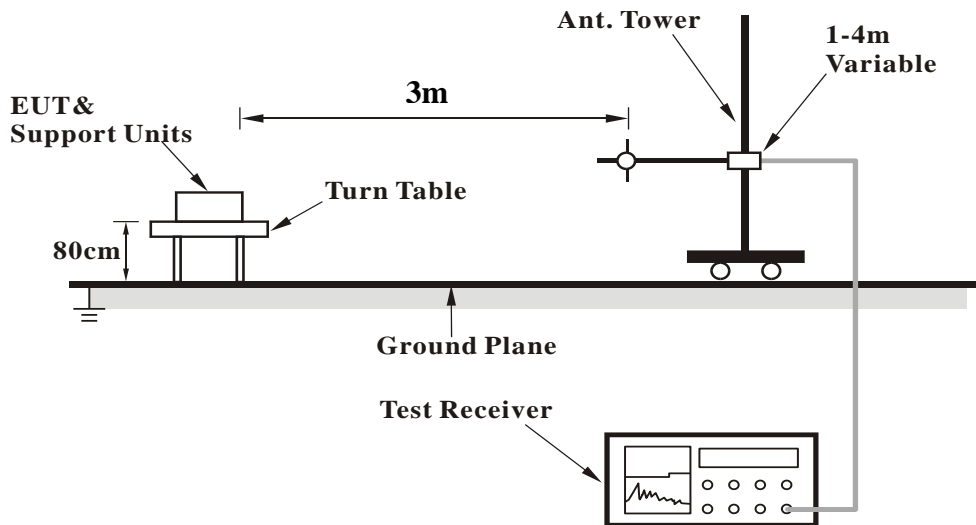 Ant. Tower
1-4m
Variable
3m
EUT&
Support Units
Turn Table
80cm
Ground Plane
Test Receiver